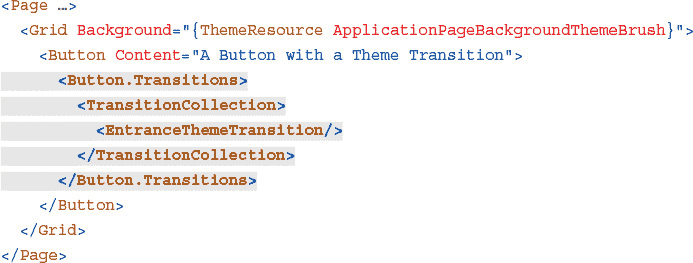 <Page …>
<Grid Background="{ThemeResource ApplicationPageBackgroundThemeBrush}">
<Button Content="A Button with a Theme Transition">
<Button.Transitions>
<TransitionCollection>
<EntranceThemeTransition/>
</TransitionCollection>
</Button.Transitions>
</Button>
</Grid>
</Page>